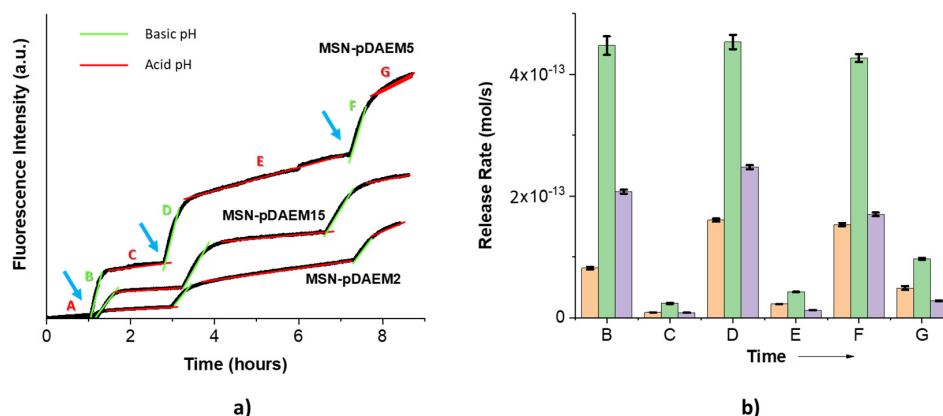 Fluorescence Intensity (a.u.)
Basic pH
Acid pH
MSN-pDAEM5
G
F
E
D
C
B
A
MSN-pDAEM15
MSN-pDAEM2
0 2 4 6 8
Time (hours)
a)
Release Rate (mol/s)
4x10-13
2x10-13
0
B C D E F G
Time
b)